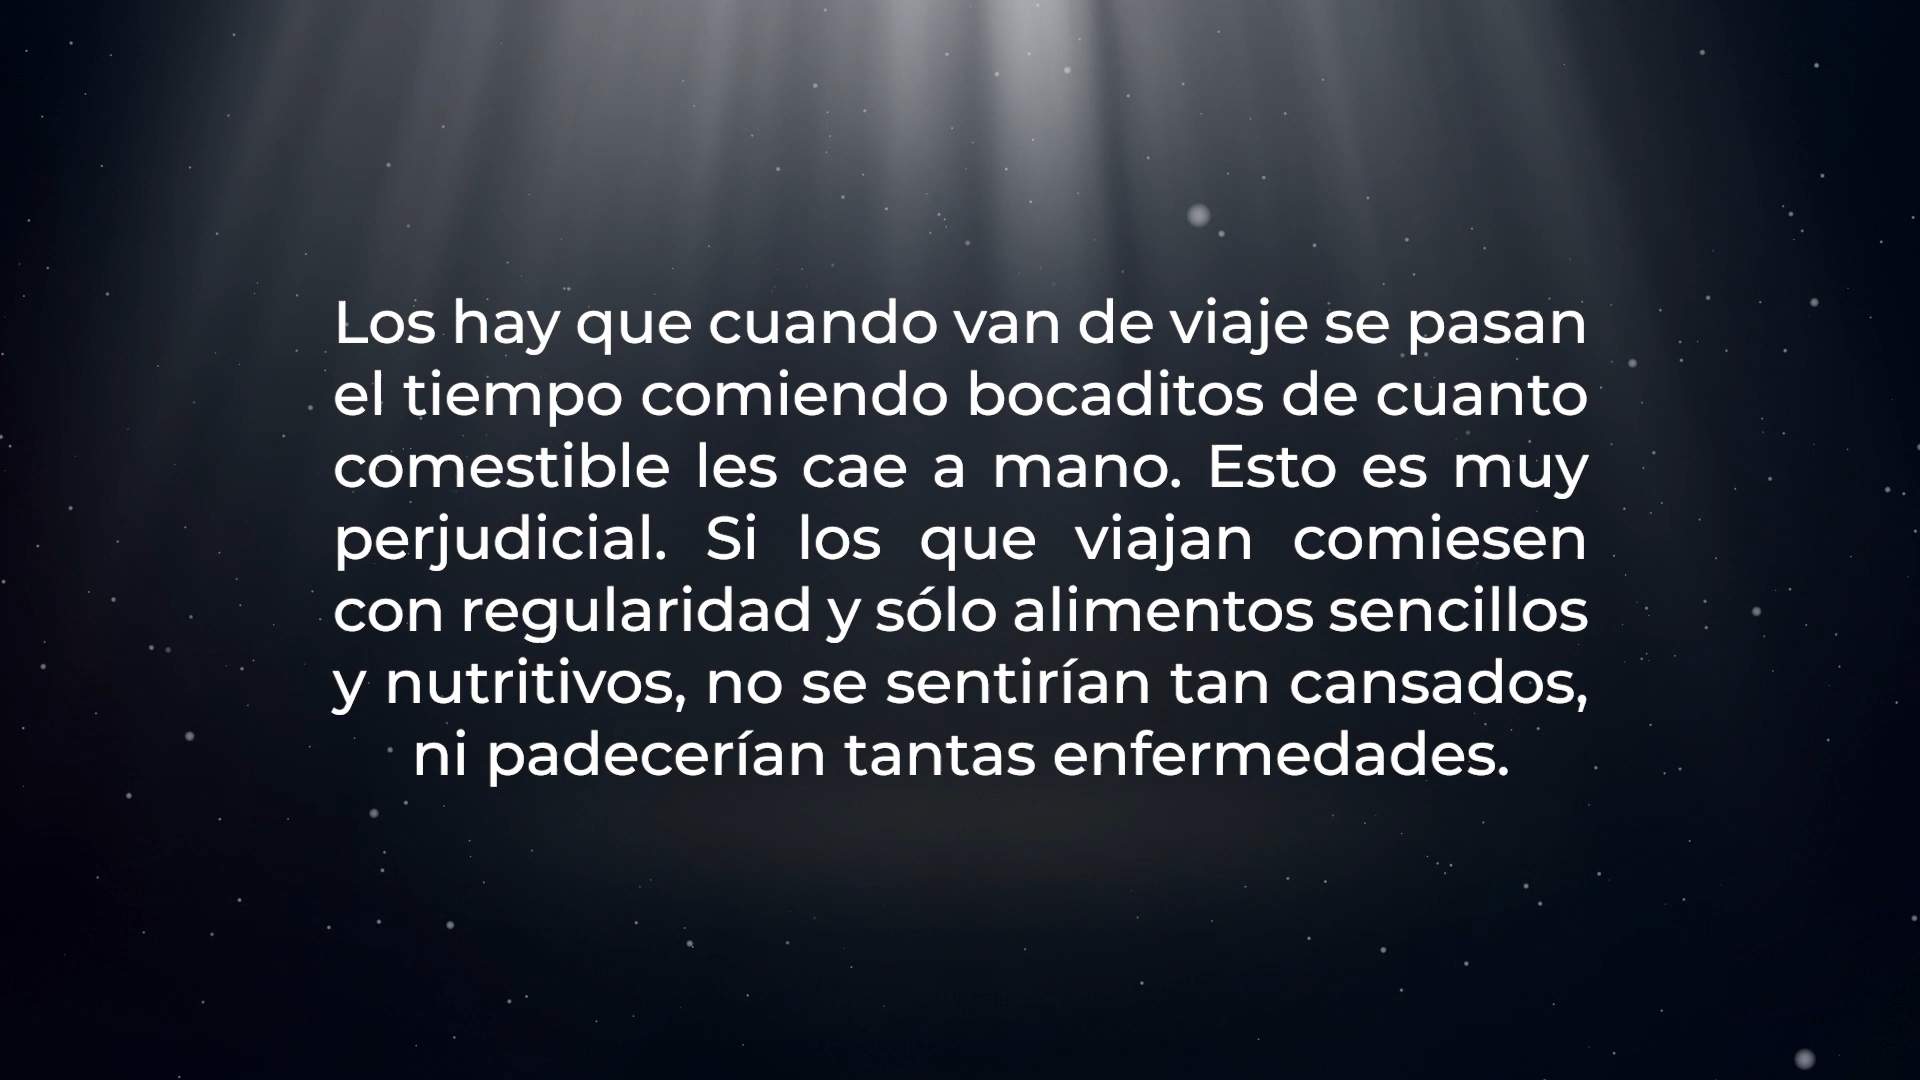 Los hay que cuando van de viaje se pasan
el tiempo comiendo bocaditos de cuanto
comestible les cae a mano. Esto es muy
perjudicial. Si los que viajan comiesen
con regularidad y sólo alimentos sencillos
y nutritivos, no se sentirían tan cansados,
ni padecerían tantas enfermedades.